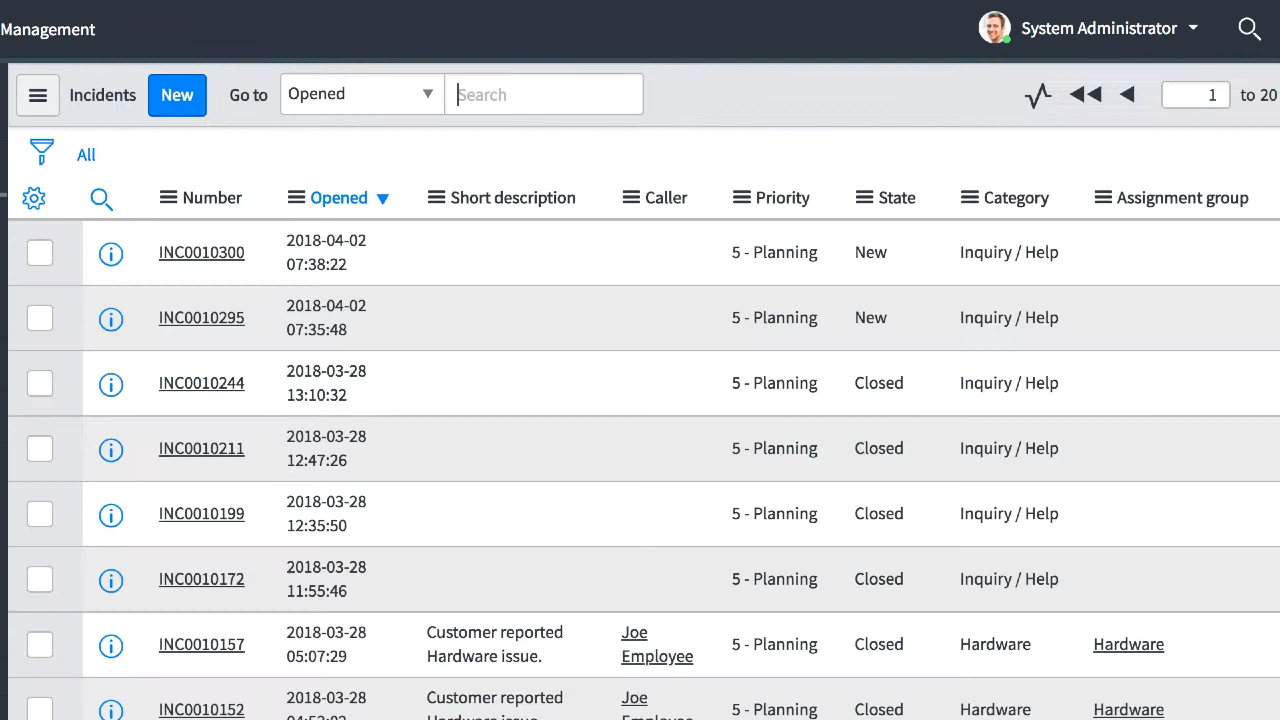 Management
System Administrator
Incidents New Go to Opened Search 1 to 20
All
Number Opened Short description Caller Priority State Category Assignment group
INC0010300 2018-04-02 07:38:22 5 - Planning New Inquiry / Help
INC0010295 2018-04-02 07:35:48 5 - Planning New Inquiry / Help
INC0010244 2018-03-28 13:10:32 5 - Planning Closed Inquiry / Help
INC0010211 2018-03-28 12:47:26 5 - Planning Closed Inquiry / Help
INC0010199 2018-03-28 12:35:50 5 - Planning Closed Inquiry / Help
INC0010172 2018-03-28 11:55:46 5 - Planning Closed Inquiry / Help
INC0010157 2018-03-28 05:07:29 Customer reported Hardware issue. Joe Employee 5 - Planning Closed Hardware Hardware
INC0010152 2018-03-28 Customer reported Joe 5 - Planning Closed Hardware Hardware